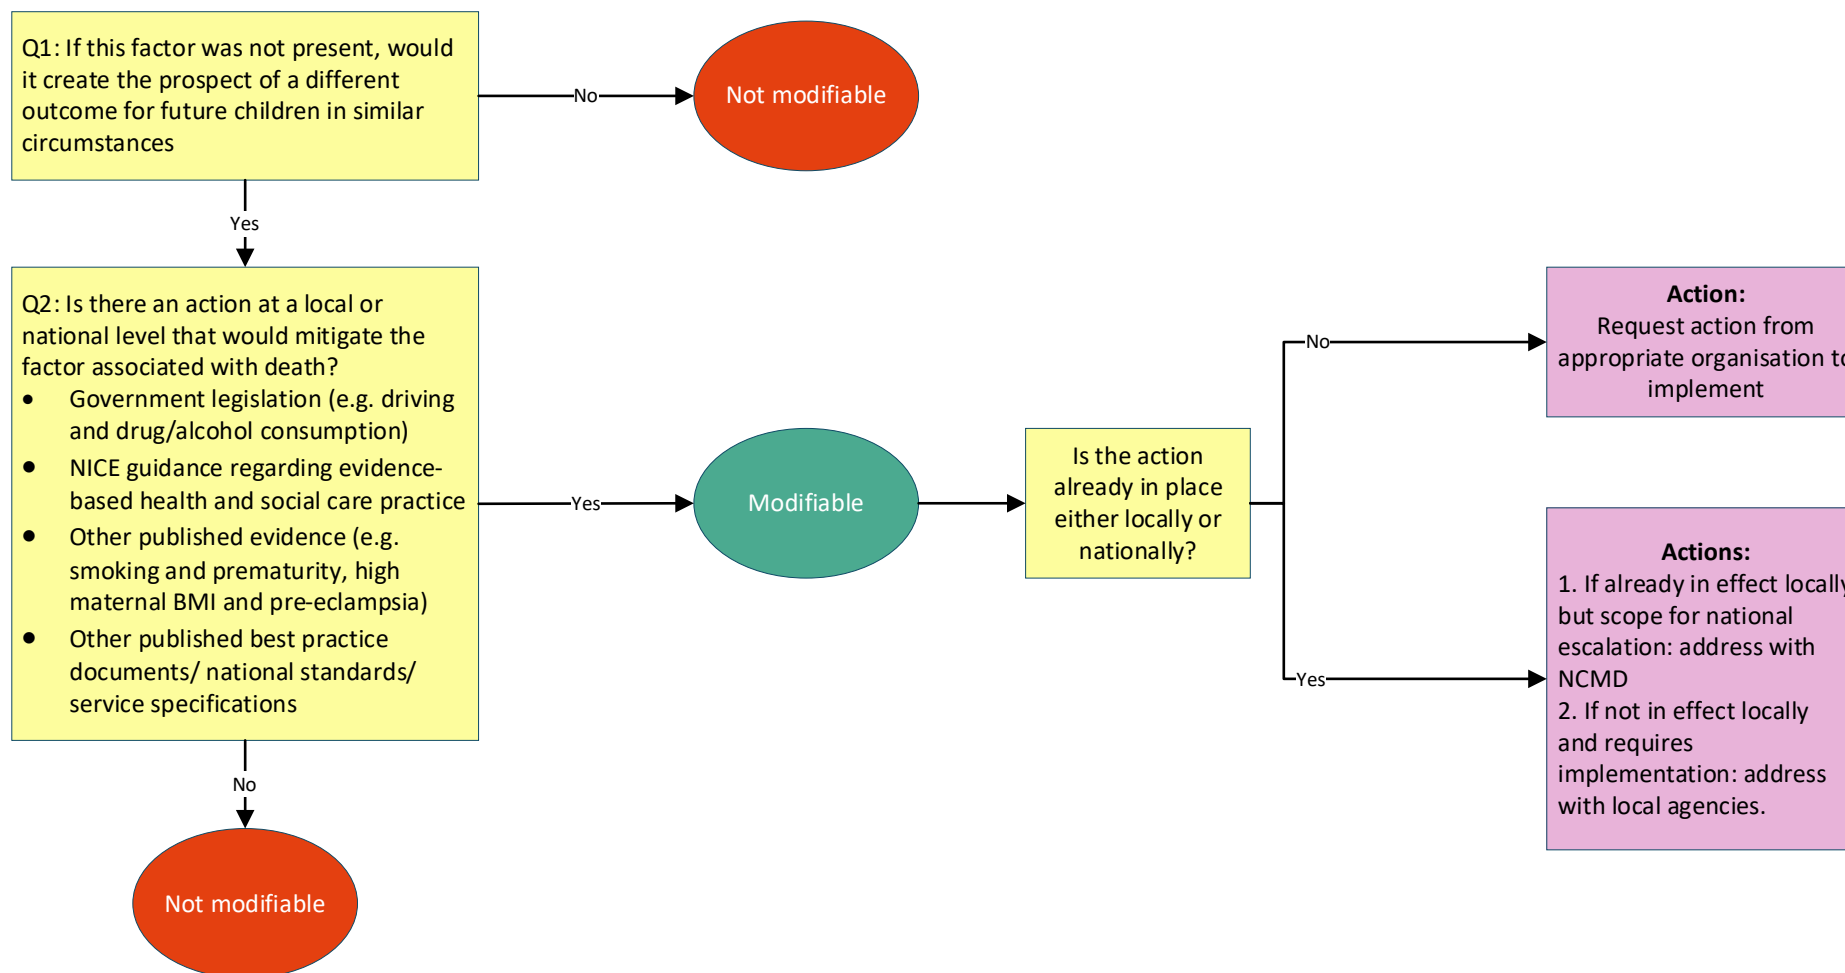 Q1: If this factor was not present, would
it create the prospect of a different
outcome for future children in similar
circumstances
No
Not modifiable
Yes
Q2: Is there an action at a local or
national level that would mitigate the
factor associated with death?
• Government legislation (e.g. driving
and drug/alcohol consumption)
• NICE guidance regarding evidence-
based health and social care practice
• Other published evidence (e.g.
smoking and prematurity, high
maternal BMI and pre-eclampsia)
• Other published best practice
documents/ national standards/
service specifications
Yes
Modifiable
Is the action
already in place
either locally or
nationally?
No
Action:
Request action from
appropriate organisation to
implement
Yes
Actions:
1. If already in effect locally
but scope for national
escalation: address with
NCMD
2. If not in effect locally
and requires
implementation: address
with local agencies.
No
Not modifiable